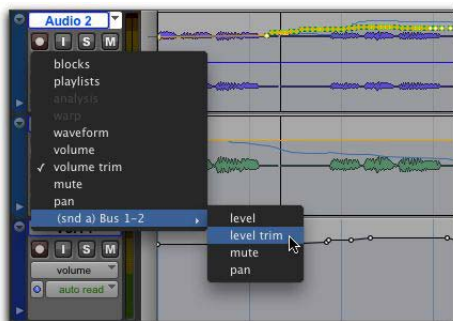 Audio 2
I S M
blocks
playlists
analysis
warp
waveform
volume
✓ volume trim
mute
pan
(snd a) Bus 1-2
level
level trim
mute
pan
I S M
volume
auto read